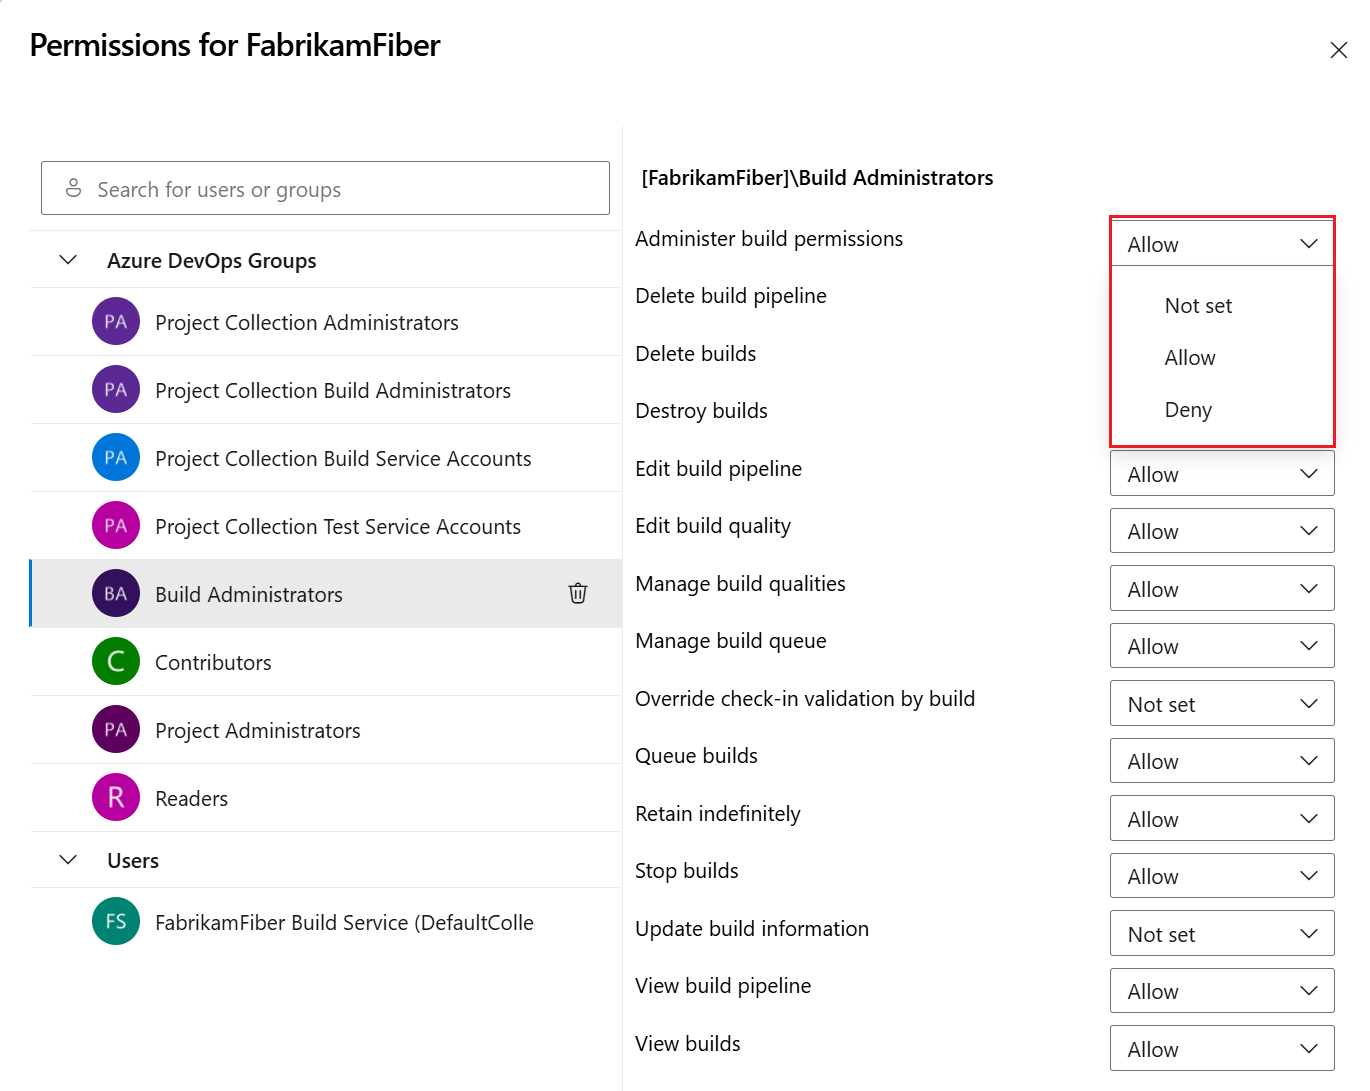 Permissions for FabrikamFiber
Search for users or groups
Azure DevOps Groups
PA Project Collection Administrators
PA Project Collection Build Administrators
PA Project Collection Build Service Accounts
PA Project Collection Test Service Accounts
BA Build Administrators
C Contributors
PA Project Administrators
R Readers
Users
FS FabrikamFiber Build Service (DefaultColle
[FabrikamFiber]\Build Administrators
Administer build permissions Allow
Not set
Allow
Deny
Delete build pipeline
Delete builds
Destroy builds
Edit build pipeline Allow
Edit build quality Allow
Manage build qualities Allow
Manage build queue Allow
Override check-in validation by build Not set
Queue builds Allow
Retain indefinitely Allow
Stop builds Allow
Update build information Not set
View build pipeline Allow
View builds Allow